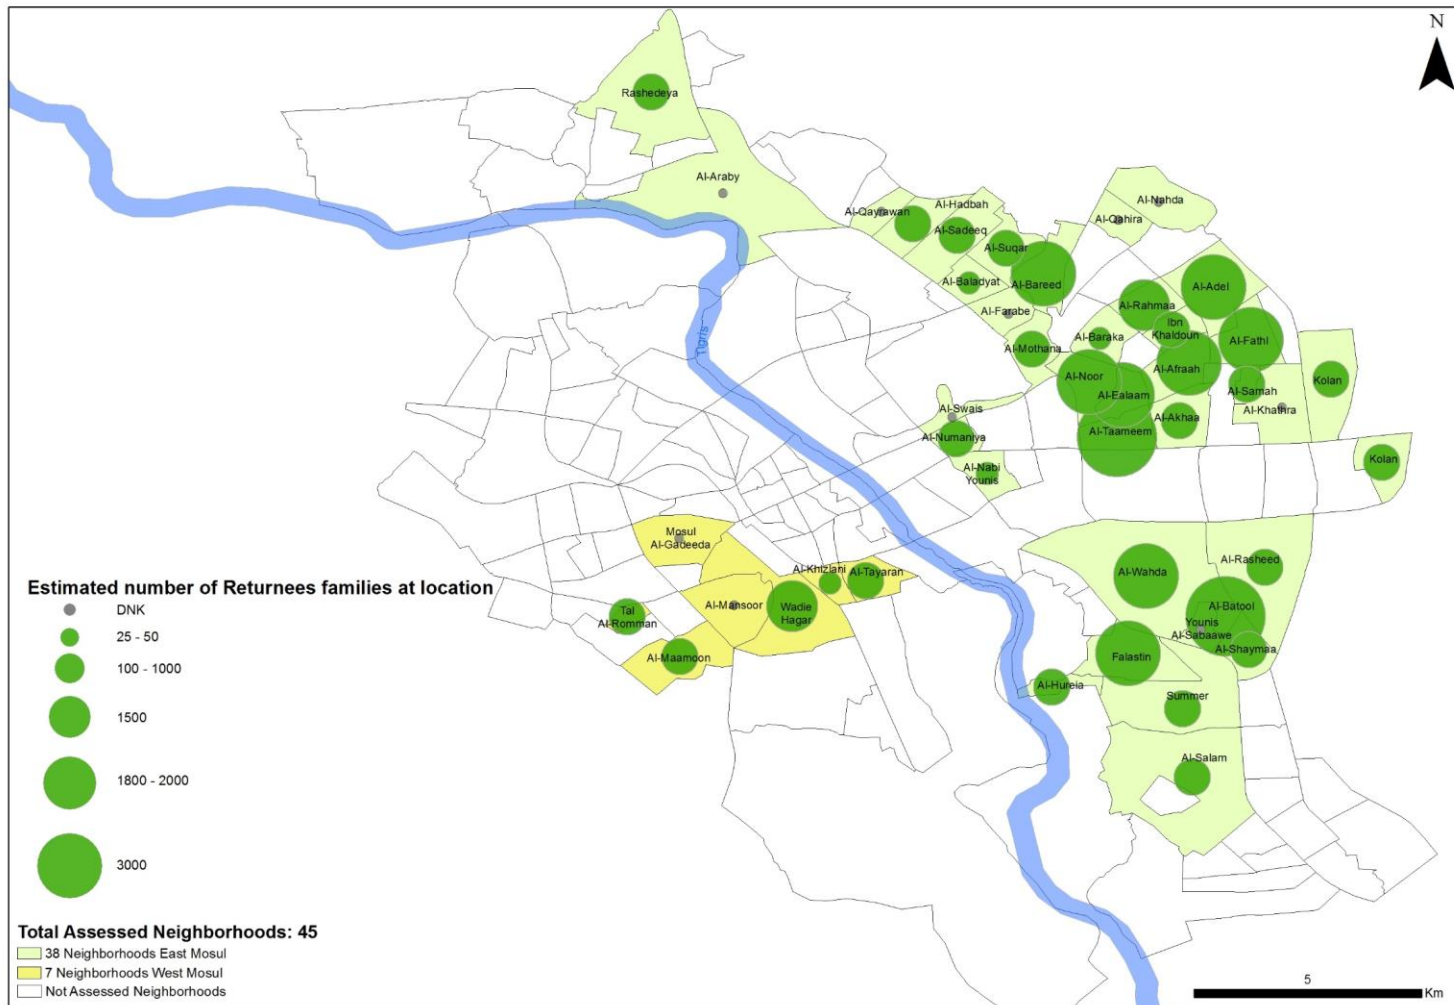 N
Rashedeya
Al-Araby
Al-Nahda
Al-Qahira
Al-Hadbah
Al-Qayrawan
Al-Sadeeq
Al-Suqar
Al-Baladyat
Al-Bareed
Al-Adel
Al-Rahmaa
Al-Farabe
Ibn
Khaldoun
Al-Baraka
Al-Fathl
Al-Mothana
Tigris
Al-Noor
Al-Afraah
Kolan
Al-Ealaam
Al-Samah
Al-Khathra
Al-Swais
Al-Akhaa
Al-Numaniya
Al-Taameem
Kolan
Al-Nabi
Younis
Mosul
Al-Gadeeda
Al-Khizlani
Al-Tayaran
Al-Mansoor
Wadie
Hagar
Tal
Al-Romman
Al-Maamoon
Al-Rasheed
Al-Wahda
Al-Batool
Younis
Al-Sabaawe
Al-Shaymaa
Falastin
Al-Hureia
Summer
Al-Salam
Estimated number of Returnees families at location
DNK
25 - 50
100 - 1000
1500
1800 - 2000
3000
Total Assessed Neighborhoods: 45
38 Neighborhoods East Mosul
7 Neighborhoods West Mosul
Not Assessed Neighborhoods
5
Km